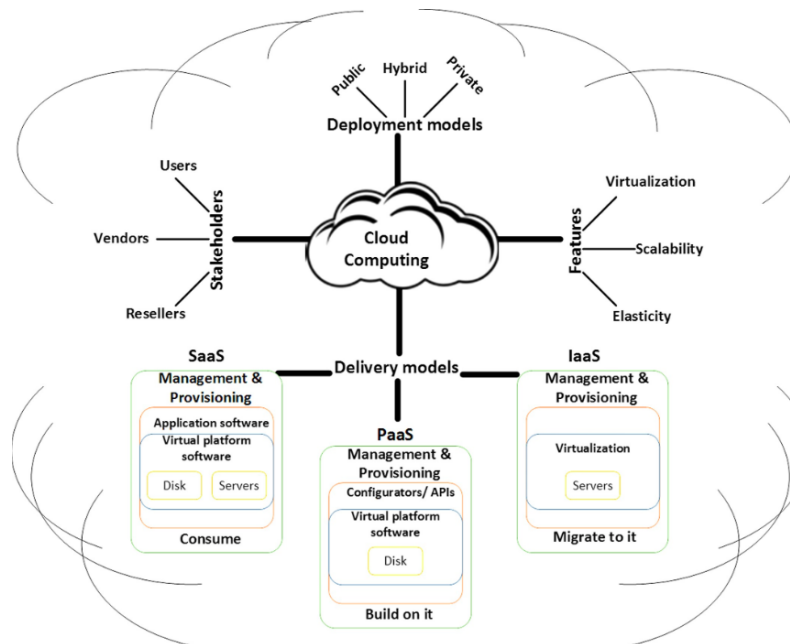 Public
Hybrid
Private
Deployment models
Users
Vendors
Resellers
Stakeholders
Cloud
Computing
Features
Virtualization
Scalability
Elasticity
Delivery models
SaaS
Management &
Provisioning
Application software
Virtual platform
software
Disk
Servers
Consume
PaaS
Management &
Provisioning
Configurators/ APIs
Virtual platform
software
Disk
Build on it
IaaS
Management &
Provisioning
Virtualization
Servers
Migrate to it